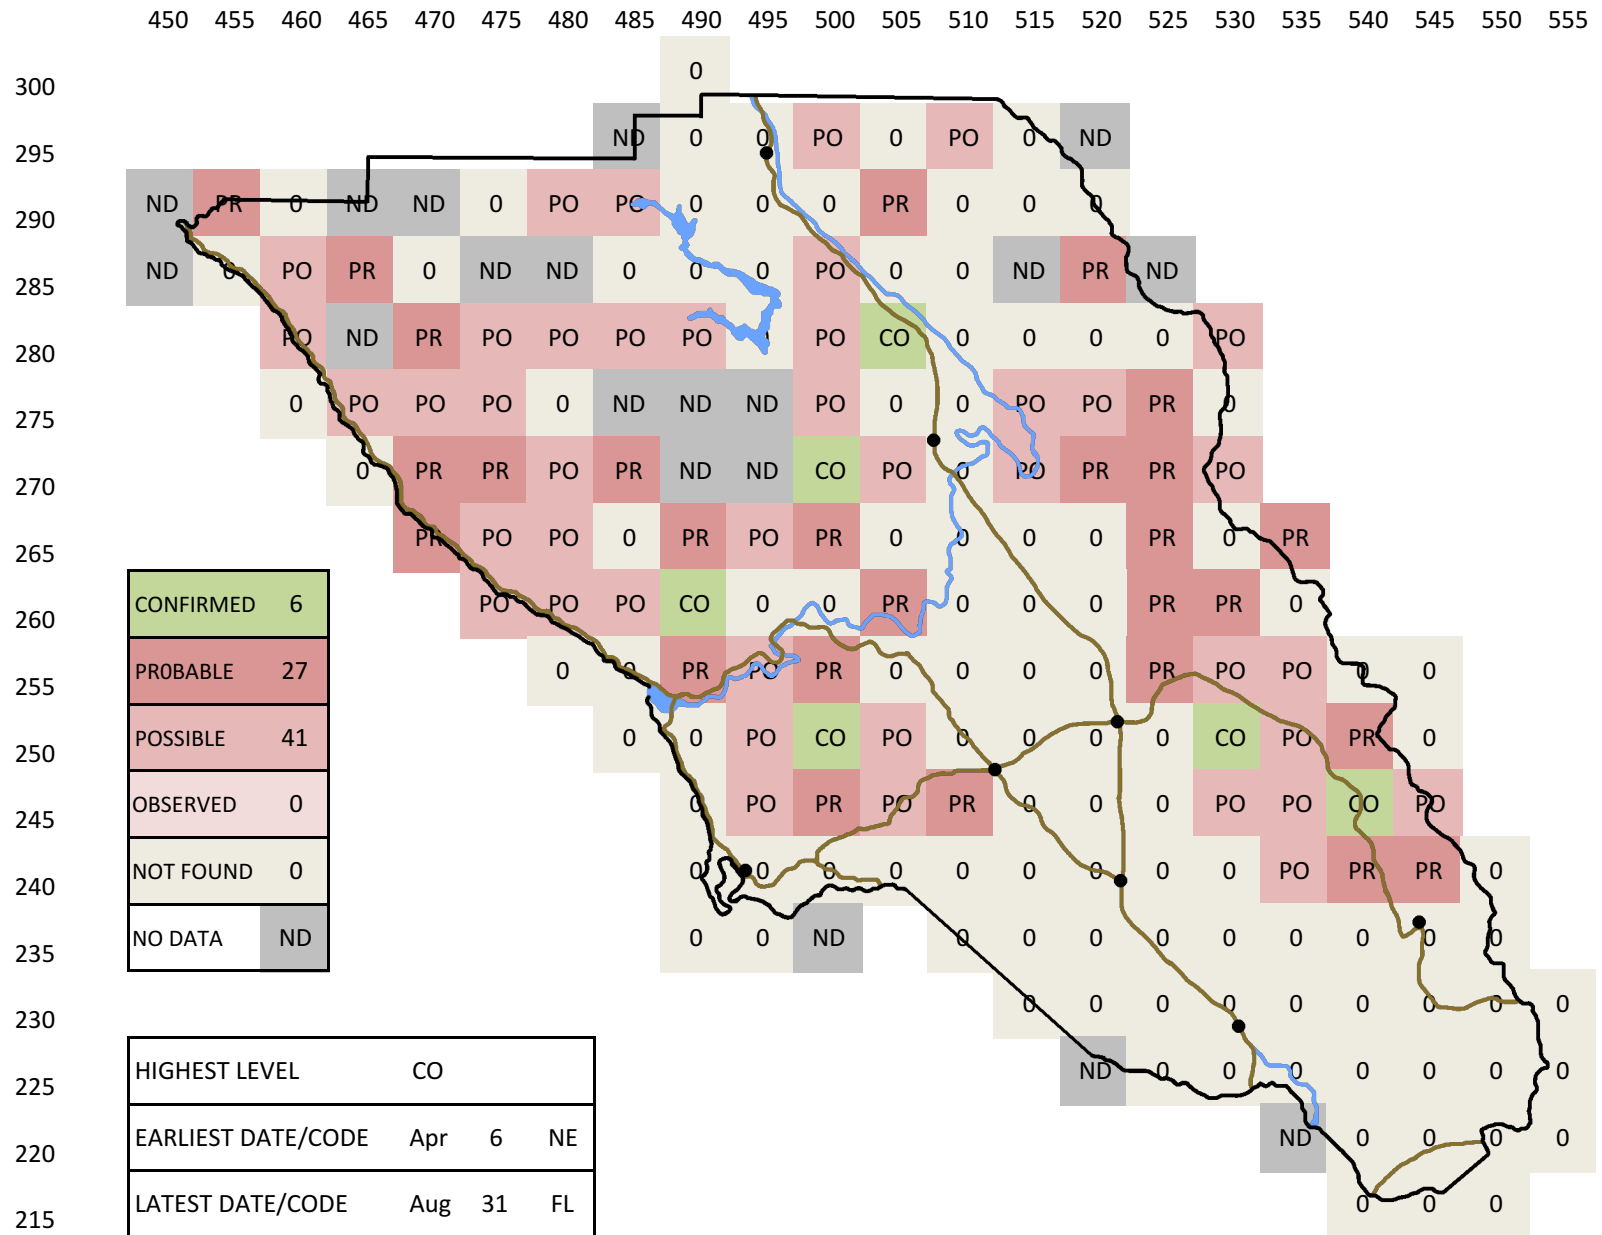 450 455 460 465 470 475 480 485 490 495 500 505 510 515 520 525 530 535 540 545 550 555
0
300
ND 0 0 PO 0 PO 0 ND
295
ND PR 0 ND ND 0 PO PO 0 0 0 PR 0 0 0
290
ND 0 PO PR 0 ND ND 0 0 0 PO 0 0 ND PR ND
285
PO ND PR PO PO PO PO 0 PO CO 0 0 0 0 PO
280
0 PO PO PO 0 ND ND ND PO 0 0 PO PO PR 0
275
0 PR PR PO PR ND ND CO PO 0 PO PR PR PO
270
PR PO PO 0 PR PO PR 0 0 0 0 PR 0 PR
265
PO PO PO CO 0 0 PR 0 0 0 PR PR 0
CONFIRMED 6
260
0 0 PR PO PR 0 0 0 0 PR PO PO 0 0
PR0BABLE 27
255
0 0 PO CO PO 0 0 0 0 CO PO PR 0
POSSIBLE 41
250
0 PO PR PO PR 0 0 0 PO PO CO PO
OBSERVED 0
245
0 0 0 0 0 0 0 0 0 PO PR PR 0
NOT FOUND 0
240
0 0 ND 0 0 0 0 0 0 0 0 0
NO DATA ND
235
0 0 0 0 0 0 0 0 0
230
ND 0 0 0 0 0 0 0
HIGHEST LEVEL CO
225
ND 0 0 0 0
EARLIEST DATE/CODE Apr 6 NE
220
0 0 0
LATEST DATE/CODE Aug 31 FL
215